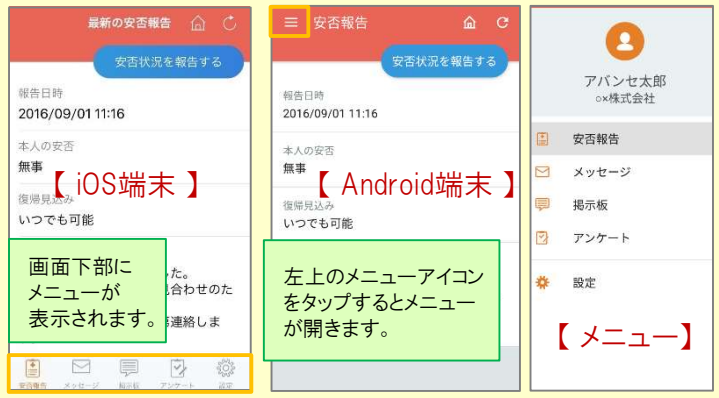 最新の安否報告
安否状況を報告する
報告日時
2016/09/01 11:16
本人の安否
無事
【 iOS端末 】
復帰見込み
いつでも可能
画面下部に
メニューが
表示されます。
た。
合わせのた
連絡しま
安否報告
メッセージ
掲示板
アンケート
設定
安否報告
安否状況を報告する
報告日時
2016/09/01 11:16
本人の安否
無事
【 Android端末 】
復帰見込み
いつでも可能
左上のメニューアイコン
をタップするとメニュー
が開きます。
アバンセ太郎
○×株式会社
安否報告
メッセージ
掲示板
アンケート
設定
【 メニュー】